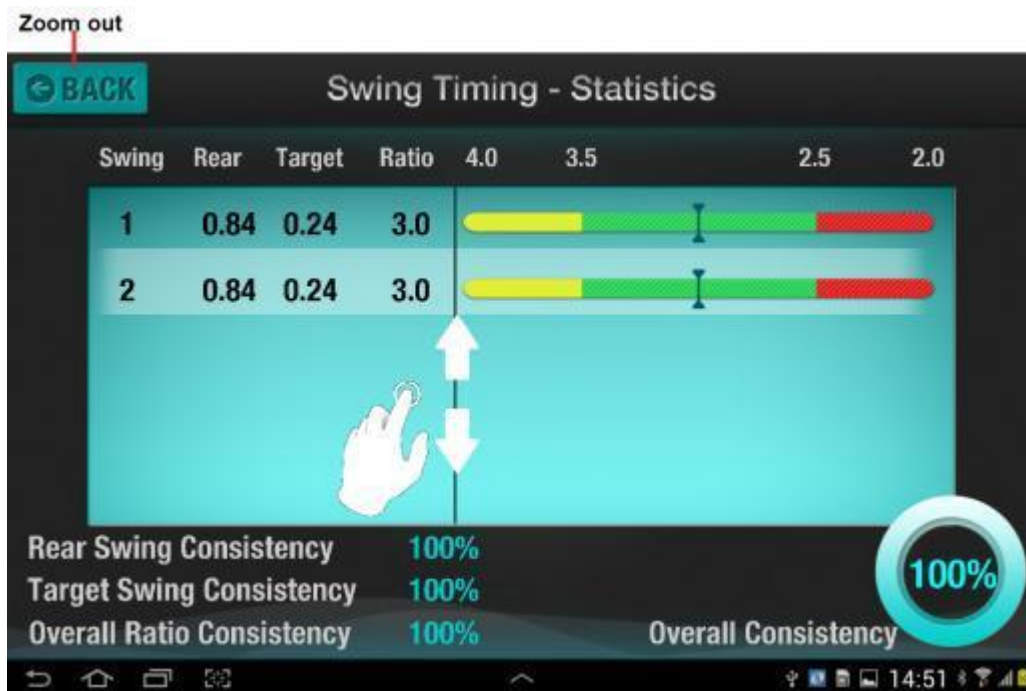 Zoom out
BACK
Swing Timing - Statistics
Swing Rear Target Ratio 4.0 3.5 2.5 2.0
1 0.84 0.24 3.0
2 0.84 0.24 3.0
Rear Swing Consistency 100%
Target Swing Consistency 100%
Overall Ratio Consistency 100%
Overall Consistency 100%
14:51